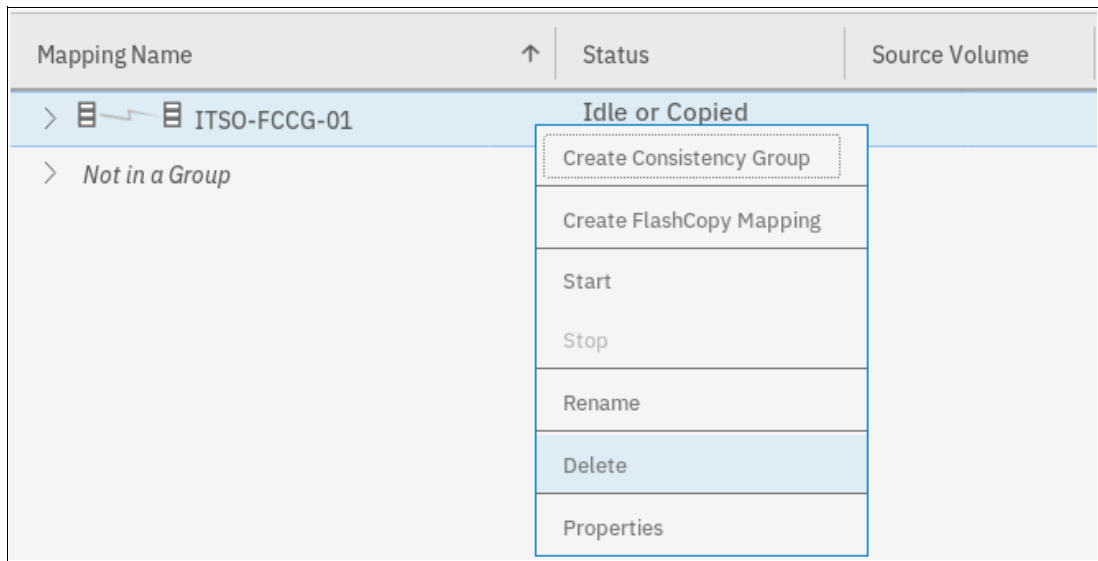 Mapping Name Status Source Volume
ITSO-FCCG-01 Idle or Copied
Create Consistency Group
Not in a Group
Create FlashCopy Mapping
Start
Stop
Rename
Delete
Properties